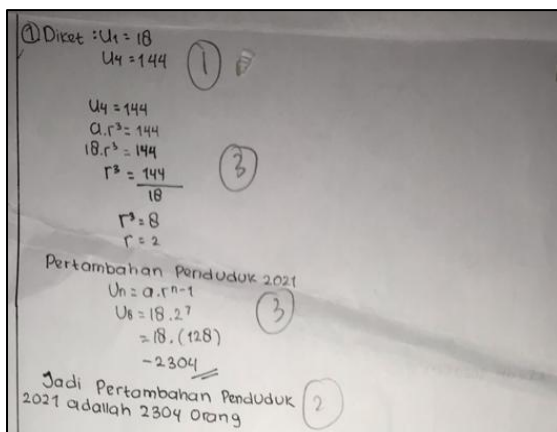 ① Diket : U₁ = 18
U₄ = 144
①
U₄ = 144
a.r³ = 144
18.r³ = 144
r³ = 144
18
③
r³ = 8
r = 2
Pertambahan Penduduk 2021
Uₙ = a.rⁿ⁻¹
U₈ = 18.2⁷
= 18.(128)
③
-2304
Jadi Pertambahan Penduduk
2021 adallah 2304 Orang
②